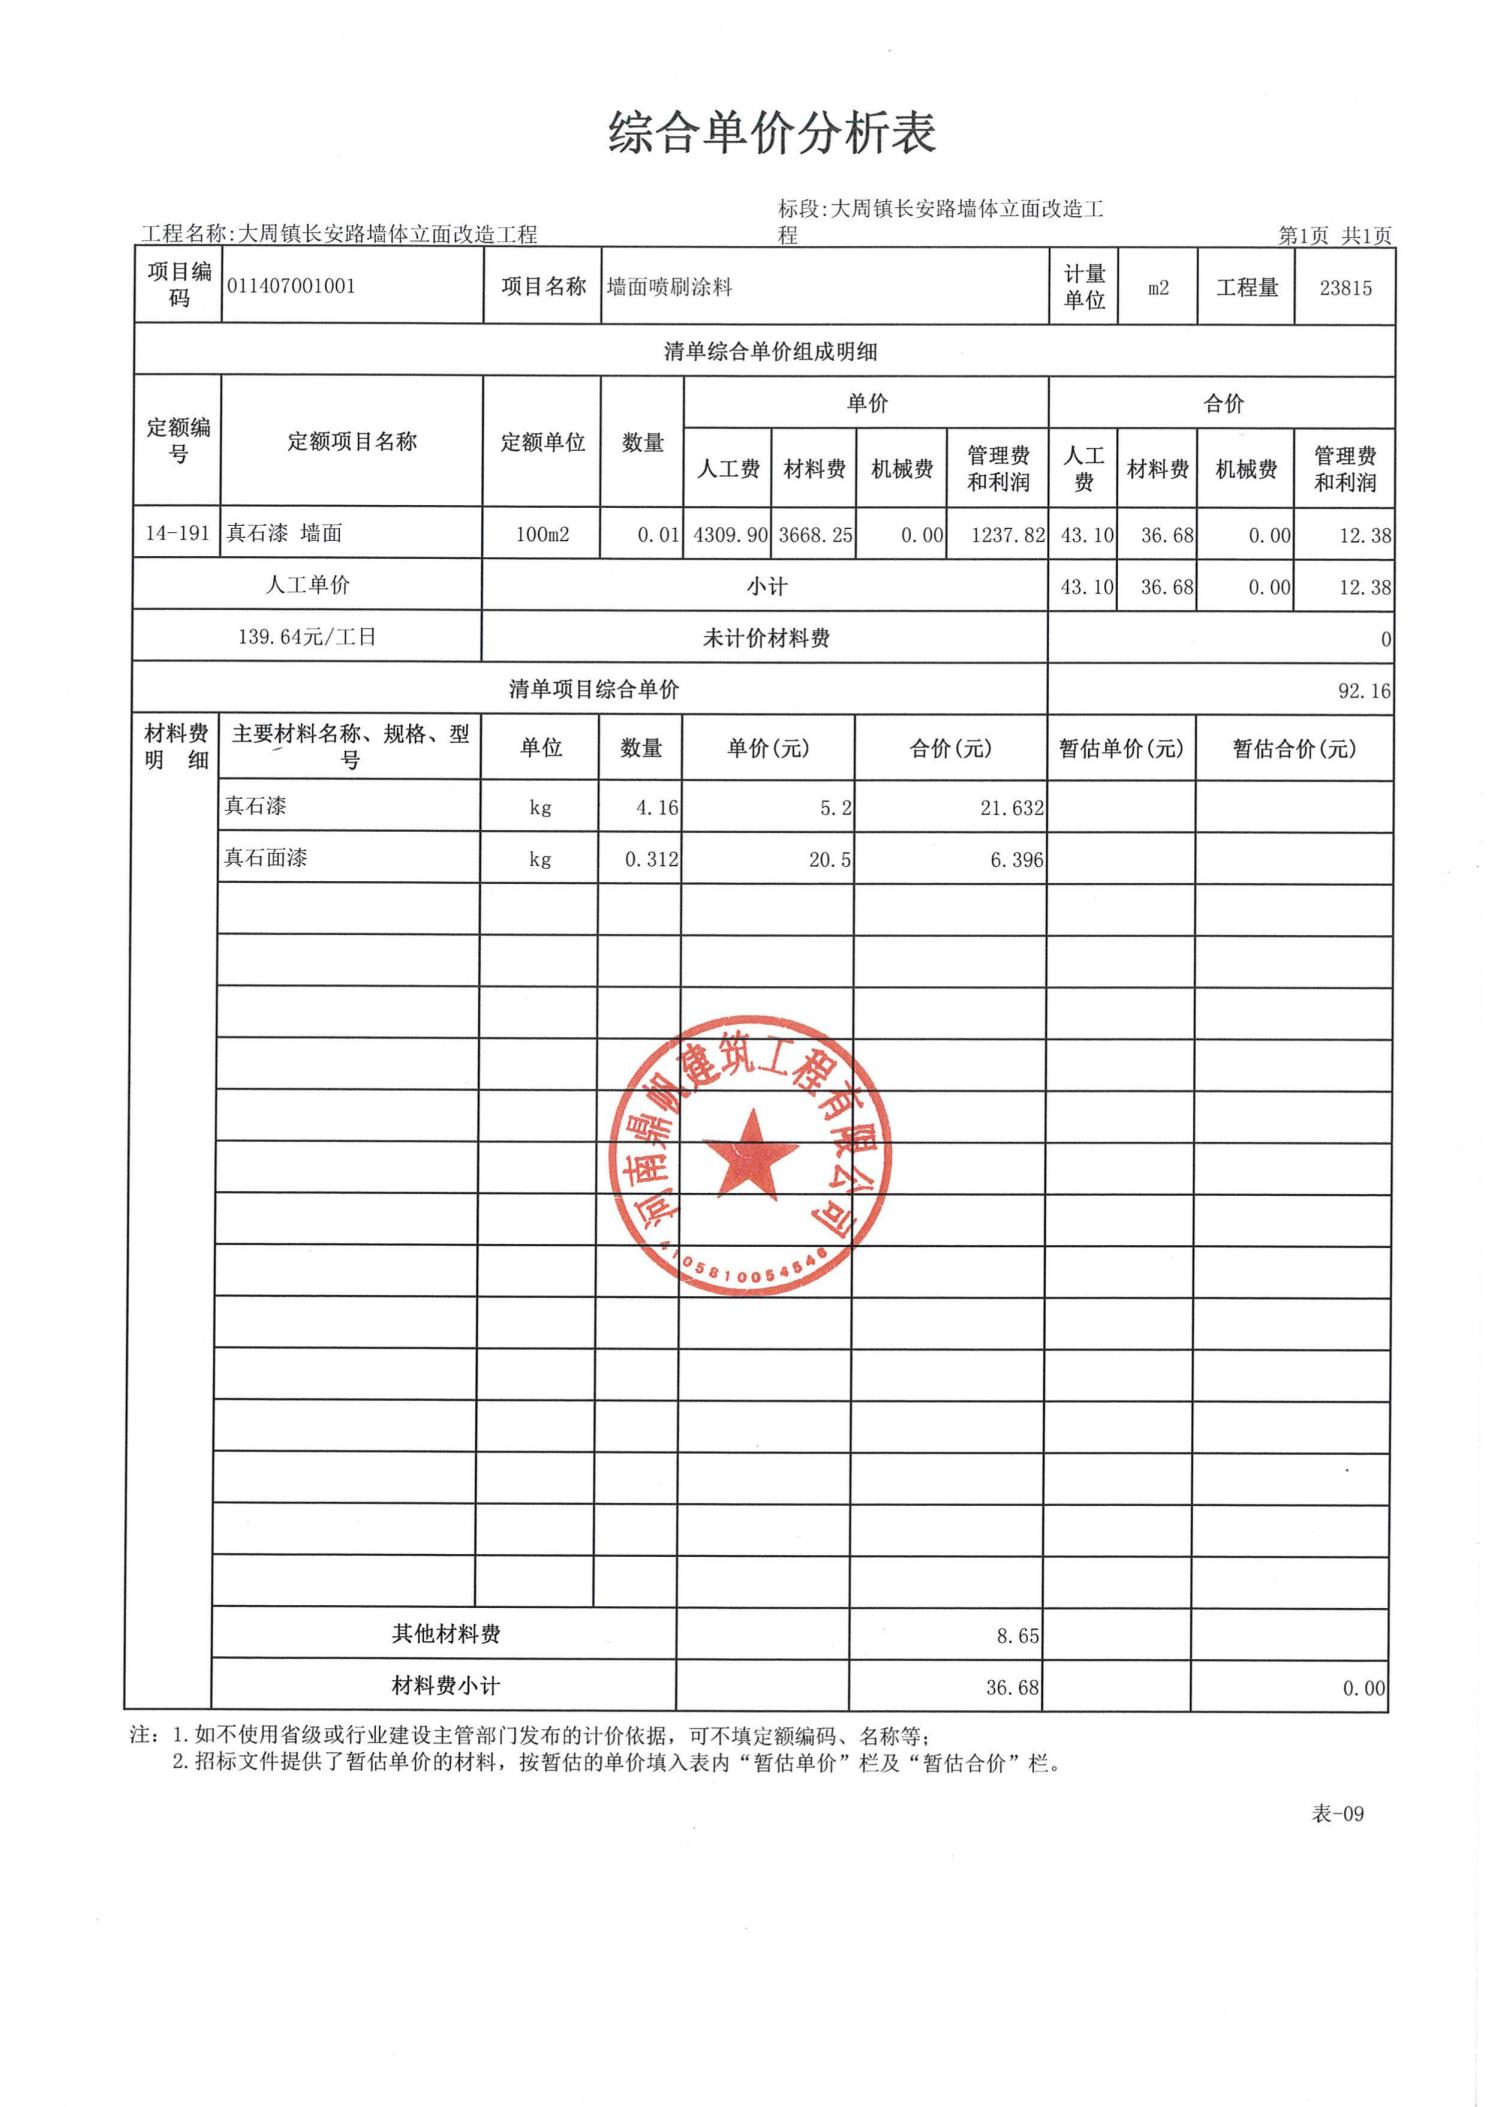 综合单价分析表
标段:大周镇长安路墙体立面改造工
工程名称:大周镇长安路墙体立面改造工程 程 第1页 共1页
项目编码 011407001001 项目名称 墙面喷刷涂料 计量单位 m2 工程量 23815
清单综合单价组成明细
定额编号 定额项目名称 定额单位 数量 单价 合价
人工费 材料费 机械费 管理费和利润 人工费 材料费 机械费 管理费和利润
14-191 真石漆 墙面 100m2 0.01 4309.90 3668.25 0.00 1237.82 43.10 36.68 0.00 12.38
人工单价 小计 43.10 36.68 0.00 12.38
139.64元/工日 未计价材料费 0
清单项目综合单价 92.16
材料费明 细 主要材料名称、规格、型号 单位 数量 单价(元) 合价(元) 暂估单价(元) 暂估合价(元)
真石漆 kg 4.16 5.2 21.632
真石面漆 kg 0.312 20.5 6.396
河南鼎帆建筑工程有限公司
4105810054546
其他材料费 8.65
材料费小计 36.68 0.00
注：1.如不使用省级或行业建设主管部门发布的计价依据，可不填定额编码、名称等；
2.招标文件提供了暂估单价的材料，按暂估的单价填入表内“暂估单价”栏及“暂估合价”栏。
表-09